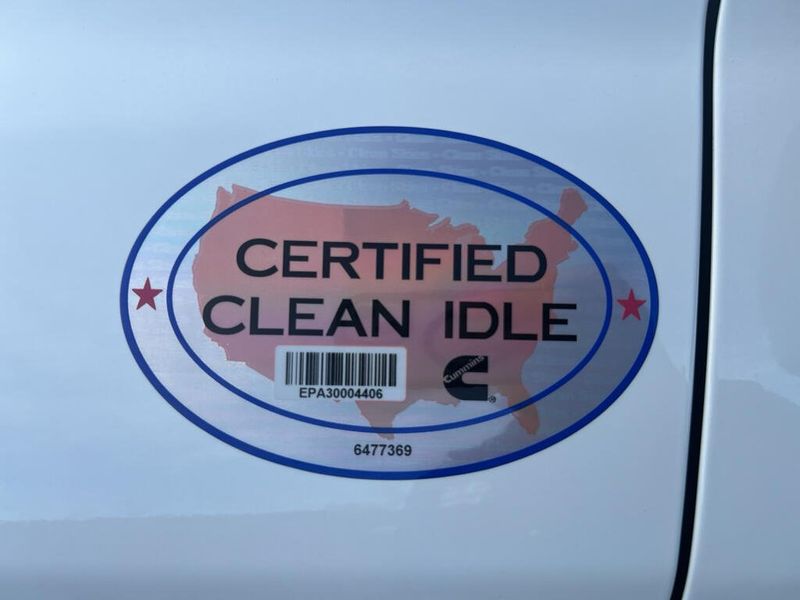 CERTIFIED
CLEAN IDLE
EPA30004406
Cummins
®
6477369